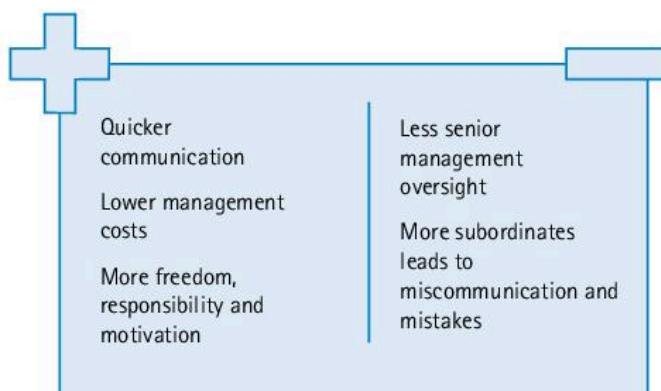 Quicker
communication
Lower management
costs
More freedom,
responsibility and
motivation
Less senior
management
oversight
More subordinates
leads to
miscommunication and
mistakes